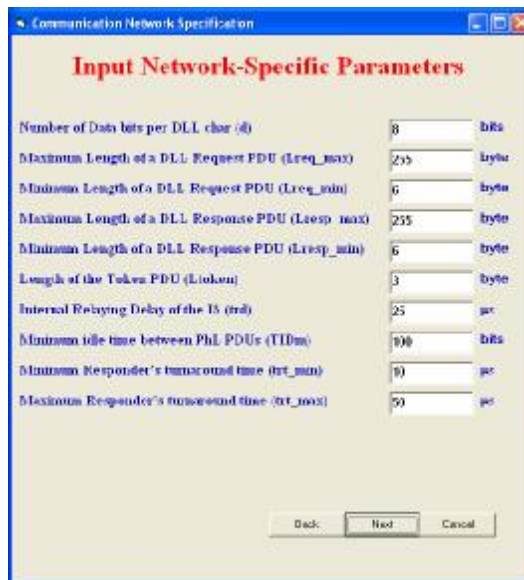 Communication Network Specification
Input Network-Specific Parameters
Number of Data bits per DLL char (d) 8 bits
Maximum Length of a DLL Request PDU (Lreq_max) 255 byte
Minimum Length of a DLL Request PDU (Lreq_min) 6 byte
Maximum Length of a DLL Response PDU (Lresp_max) 255 byte
Minimum Length of a DLL Response PDU (Lresp_min) 6 byte
Length of the Token PDU (Ltoken) 3 byte
Internal Relaying Delay of the IS (trd) 25 µs
Minimum idle time between PhL PDUs (TIDm) 100 bits
Minimum Responder's turnaround time (trt_min) 10 µs
Maximum Responder's turnaround time (trt_max) 50 µs
Back Next Cancel